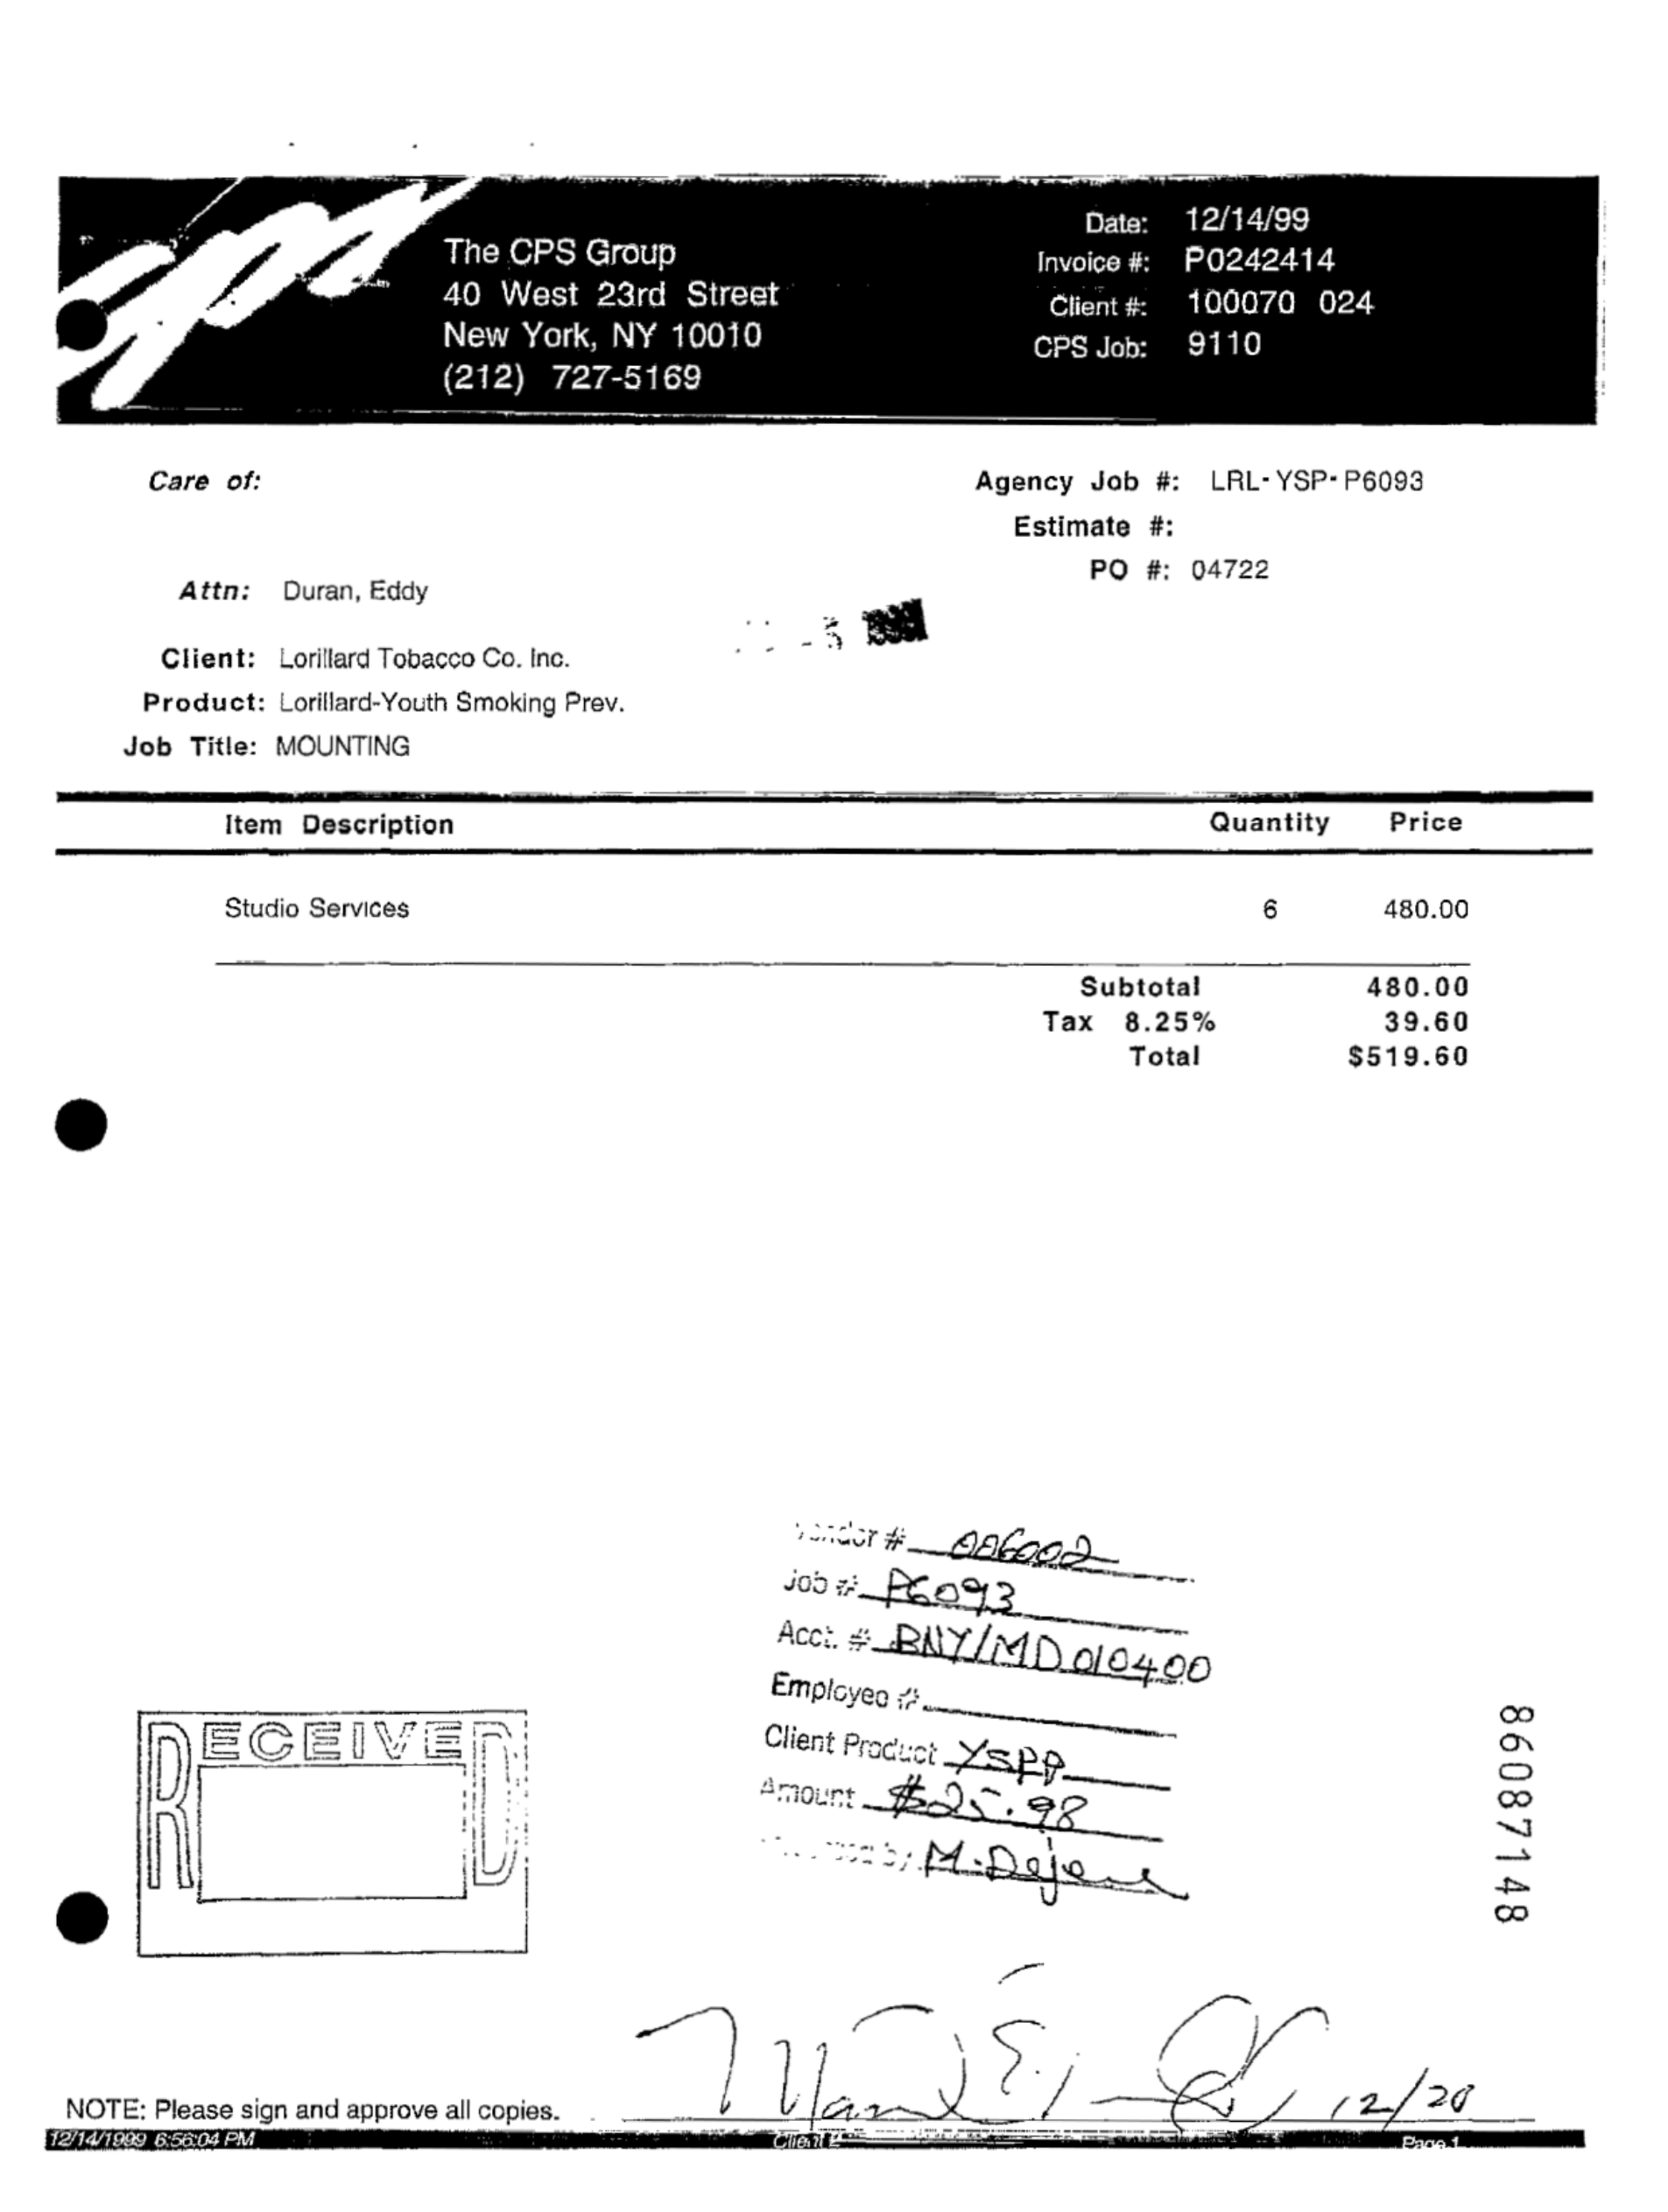 The CPS Group
40 West 23rd Street
New York, NY 10010
(212) 727-5169
Date: 12/14/99
Invoice #: P0242414
Client #: 100070 024
CPS Job: 9110
Care of:
Agency Job #: LRL-YSP-P6093
Estimate #:
PO #: 04722
Attn: Duran, Eddy
Client: Lorillard Tobacco Co. Inc.
Product: Lorillard-Youth Smoking Prev.
Job Title: MOUNTING
Item Description Quantity Price
Studio Services 6 480.00
Subtotal 480.00
Tax 8.25% 39.60
Total $519.60
Vendor #
Job # P6093
Acct. # BNY/MD 010400
Employee #
Client Product YSPP
Amount $25.98
by M. Dejene
RECEIVED
86087148
12/20
NOTE: Please sign and approve all copies.
12/14/1999 6:56:04 PM
Page 1